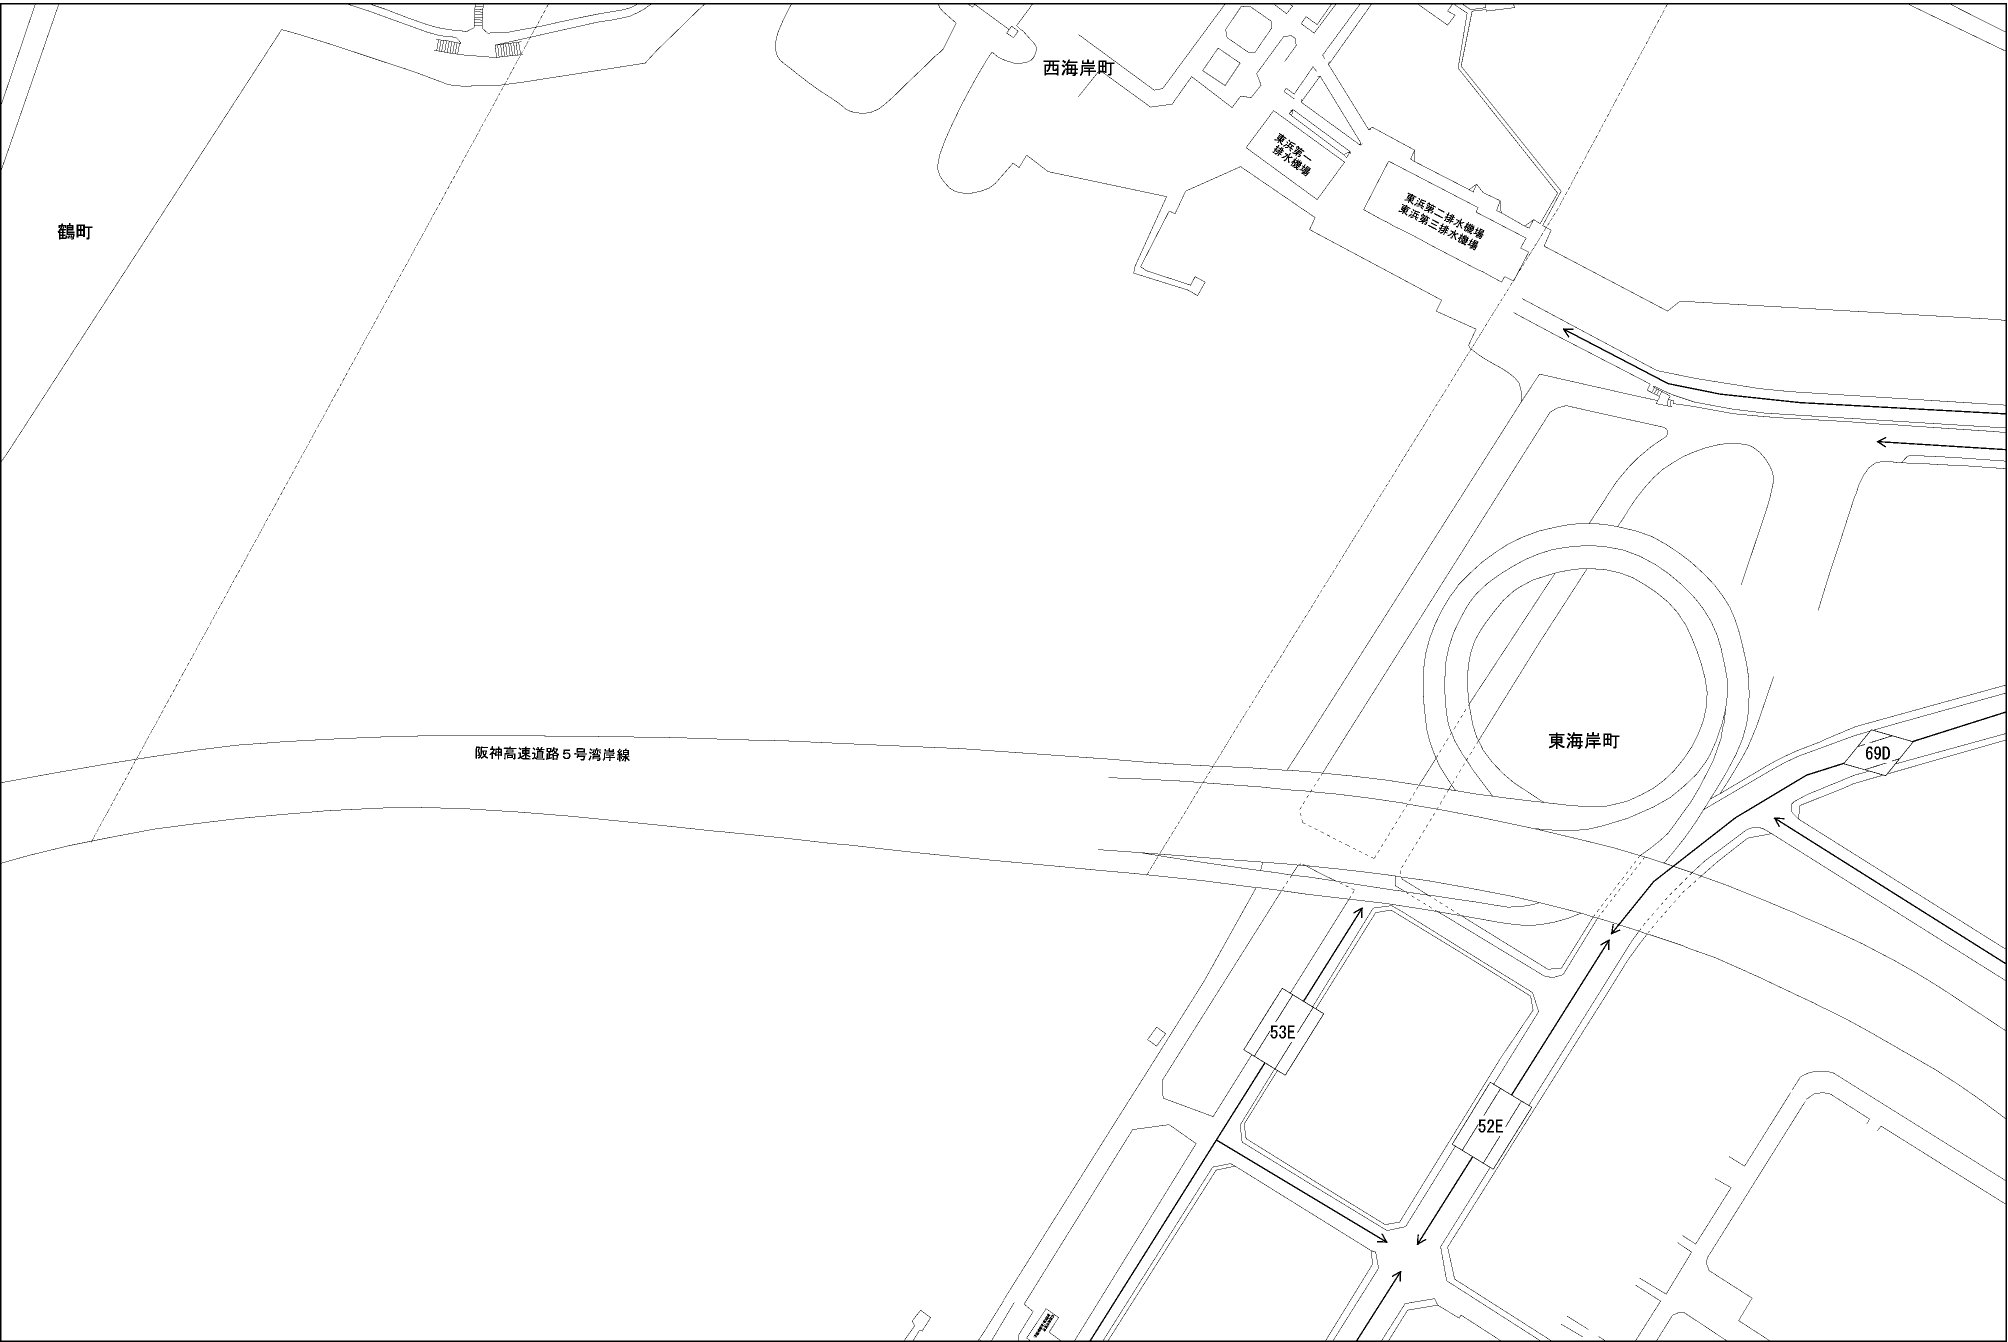 西海岸町
東浜第一
排水機場
東浜第二排水機場
東浜第三排水機場
鶴町
阪神高速道路５号湾岸線
東海岸町
69D
53E
52E